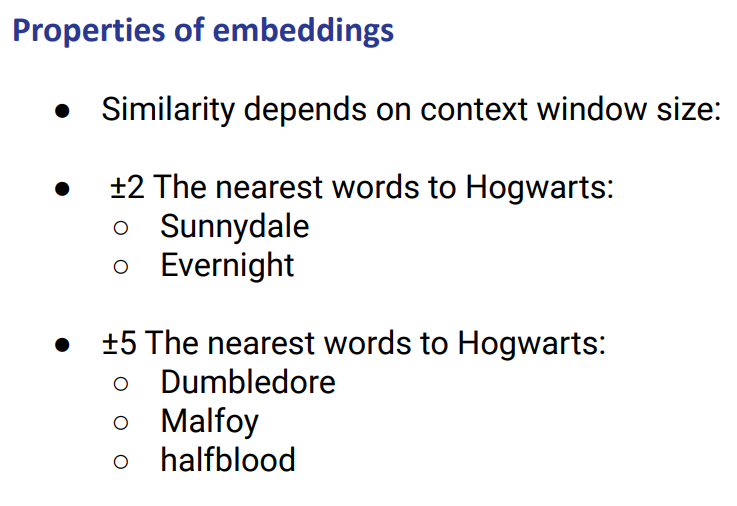 Properties of embeddings
● Similarity depends on context window size:
● ±2 The nearest words to Hogwarts:
○ Sunnydale
○ Evernight
● ±5 The nearest words to Hogwarts:
○ Dumbledore
○ Malfoy
○ halfblood